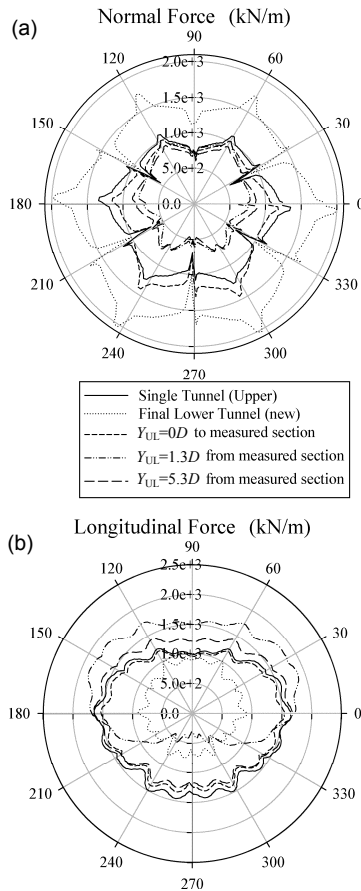 (a)
Normal Force (kN/m)
90
120
60
2.0e+3
150
1.5e+3
30
1.0e+3
5.0e+2
180
0.0
0
210
330
240
300
270
Single Tunnel (Upper)
Final Lower Tunnel (new)
YUL=0D to measured section
YUL=1.3D from measured section
YUL=5.3D from measured section
(b)
Longitudinal Force (kN/m)
90
2.5e+3
120
60
2.0e+3
150
1.5e+3
30
1.0e+3
5.0e+2
180
0.0
0
210
330
240
300
270